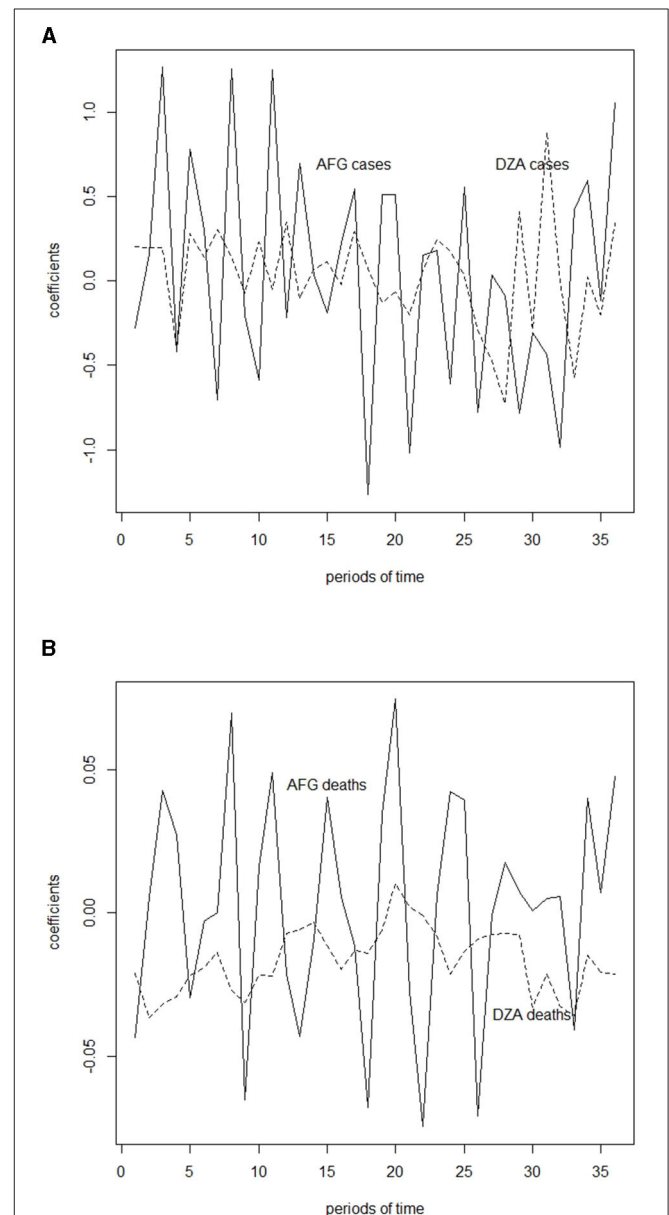 A
AFG cases
DZA cases
coefficients
-1.0
-0.5
0.0
0.5
1.0
0 5 10 15 20 25 30 35
periods of time
B
AFG deaths
DZA deaths
coefficients
-0.05
0.00
0.05
0 5 10 15 20 25 30 35
periods of time